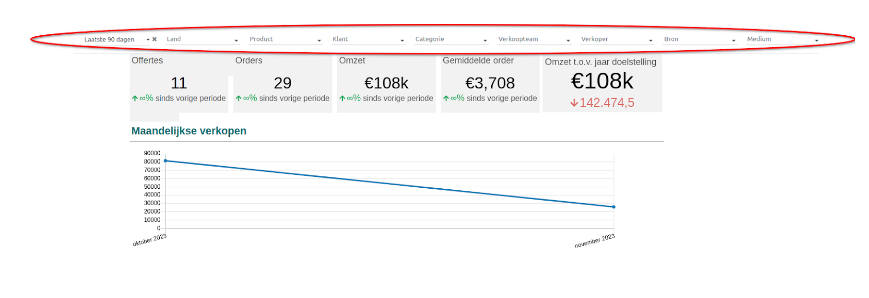 Laatste 90 dagen Land Product Klant Categorie Verkoopteam Verkoper Bron Medium
Offertes Orders Omzet Gemiddelde order Omzet t.o.v. jaar doelstelling
11 29 €108k €3,708 €108k
∞% sinds vorige periode ∞% sinds vorige periode ∞% sinds vorige periode ∞% sinds vorige periode 142.474,5
Maandelijkse verkopen
90000
80000
70000
60000
50000
40000
30000
20000
10000
0
oktober 2023 november 2023